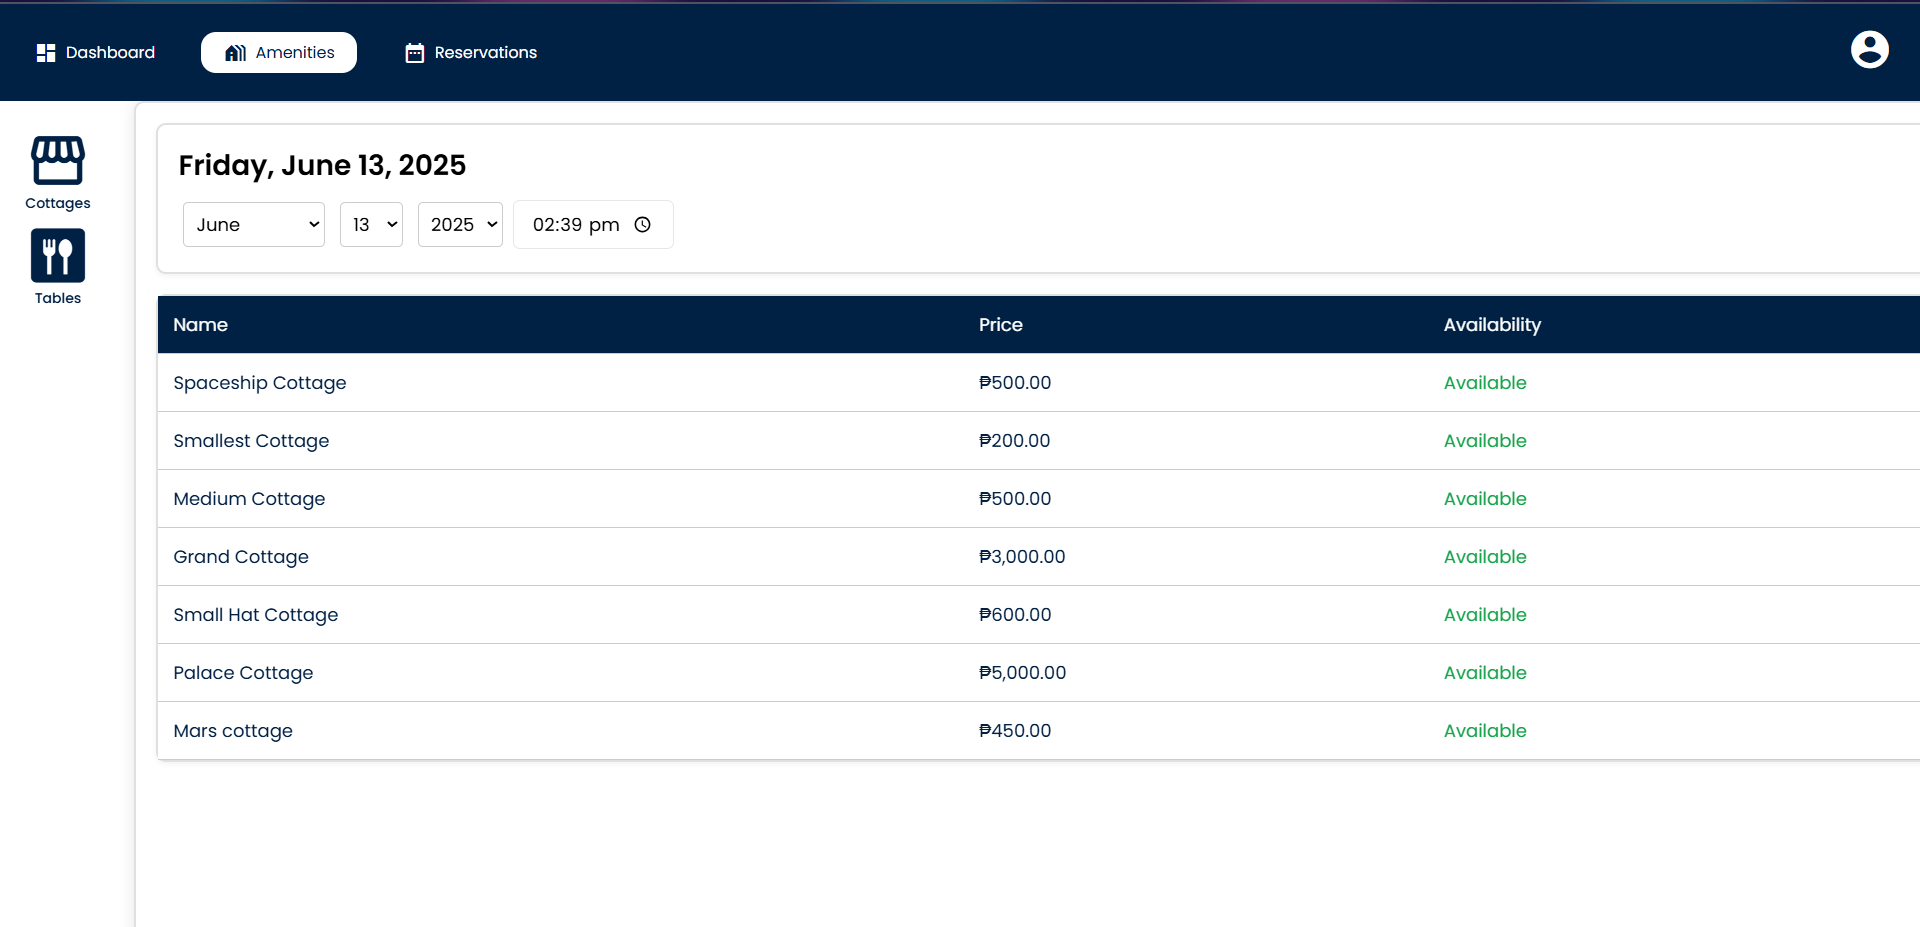 Dashboard Amenities Reservations
Cottages
Tables
Friday, June 13, 2025
June 13 2025 02:39 pm
Name Price Availability
Spaceship Cottage ₱500.00 Available
Smallest Cottage ₱200.00 Available
Medium Cottage ₱500.00 Available
Grand Cottage ₱3,000.00 Available
Small Hat Cottage ₱600.00 Available
Palace Cottage ₱5,000.00 Available
Mars cottage ₱450.00 Available